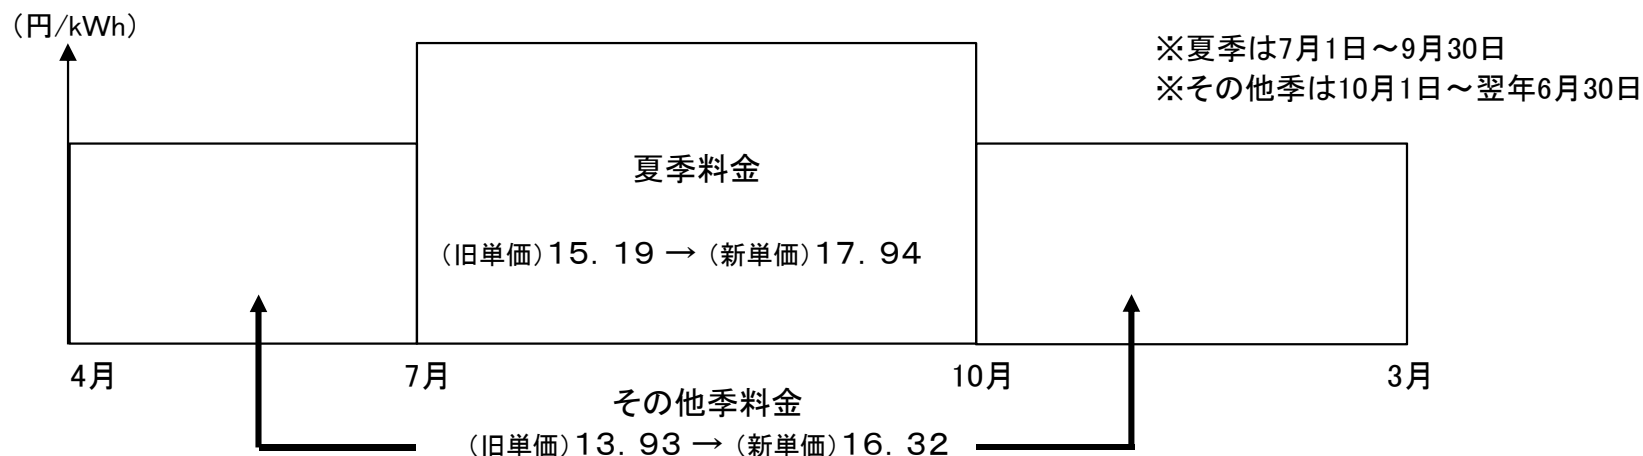 (円/kWh)
※夏季は7月1日～9月30日
※その他季は10月1日～翌年6月30日
夏季料金
(旧単価)15．19 → (新単価)17．94
4月 7月 10月 3月
その他季料金
(旧単価)13．93 → (新単価)16．32